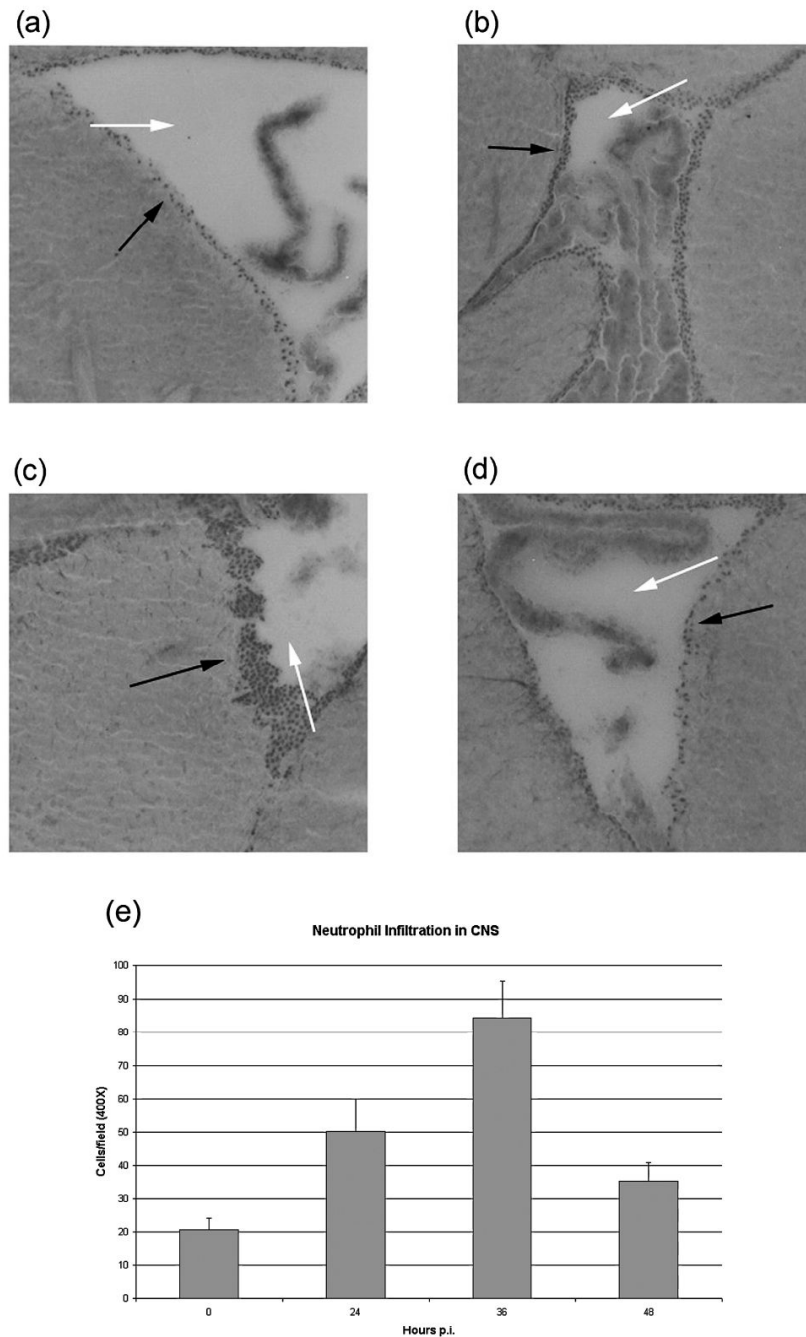 (a)
(b)
(c)
(d)
(e)
Neutrophil Infiltration in CNS
100
90
80
70
60
50
40
30
20
10
0
Cells/field (400X)
0 24 36 48
Hours p.i.